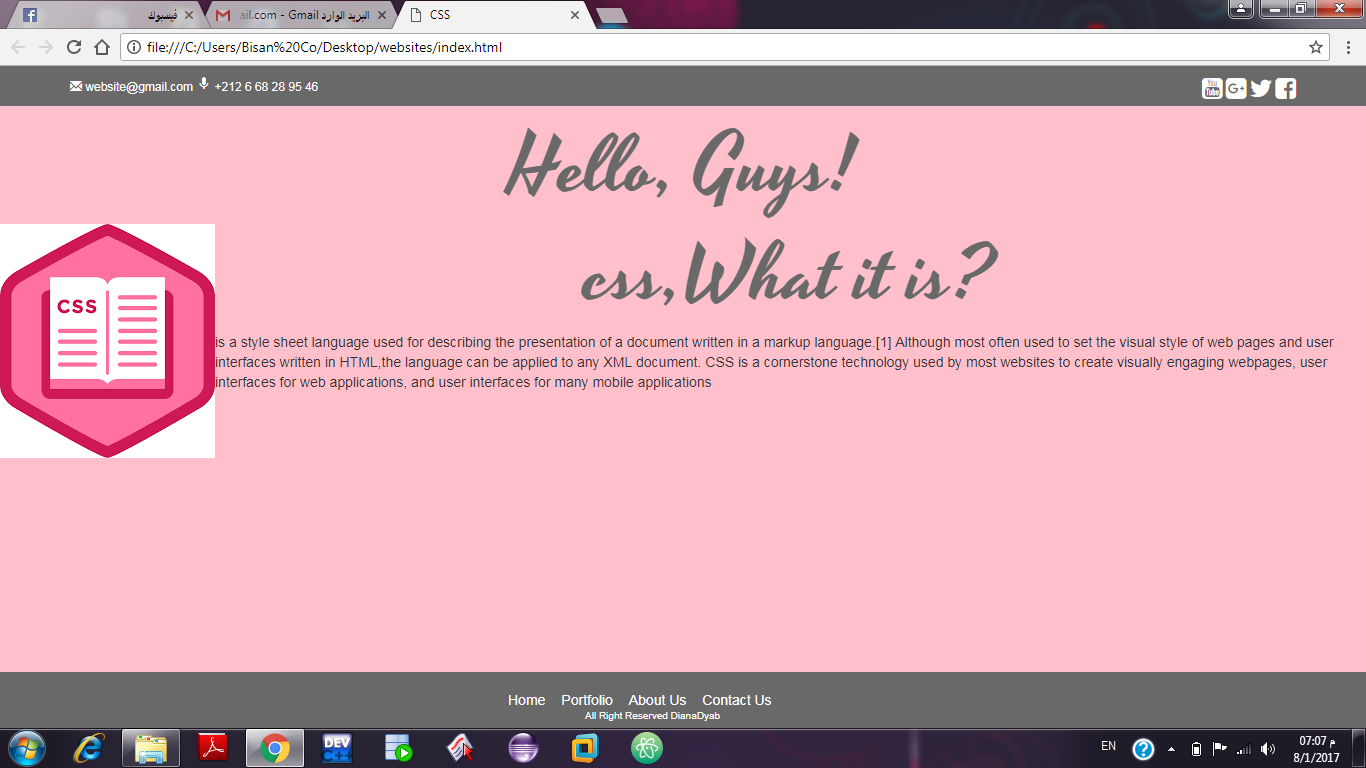 فيسبوك
ail.com - Gmail البريد الوارد
CSS
file:///C:/Users/Bisan%20Co/Desktop/websites/index.html
website@gmail.com +212 6 68 28 95 46
You Tube G+
Hello, Guys!
css,What it is?
CSS
is a style sheet language used for describing the presentation of a document written in a markup language.[1] Although most often used to set the visual style of web pages and user
interfaces written in HTML,the language can be applied to any XML document. CSS is a cornerstone technology used by most websites to create visually engaging webpages, user
interfaces for web applications, and user interfaces for many mobile applications
Home Portfolio About Us Contact Us
All Right Reserved DianaDyab
DEV C++
EN
07:07 م
8/1/2017